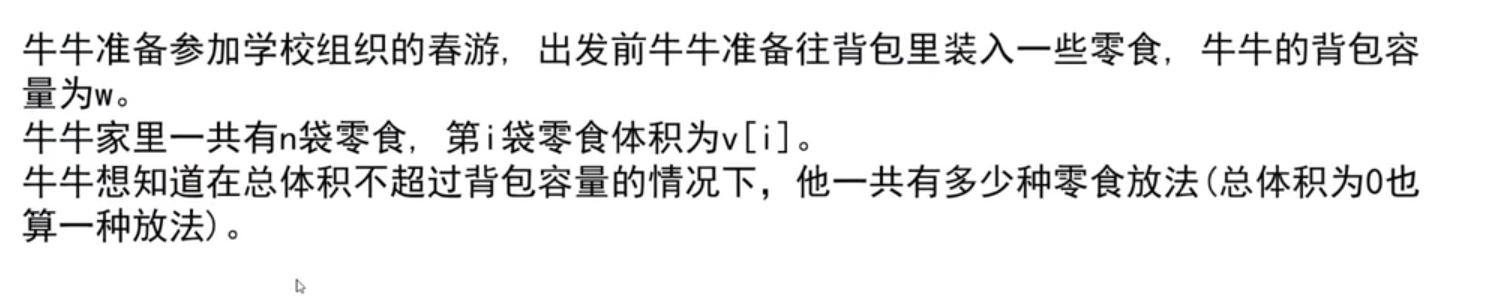 牛牛准备参加学校组织的春游, 出发前牛牛准备往背包里装入一些零食, 牛牛的背包容
量为w。
牛牛家里一共有n袋零食, 第i袋零食体积为v[i]。
牛牛想知道在总体积不超过背包容量的情况下，他一共有多少种零食放法(总体积为0也
算一种放法)。